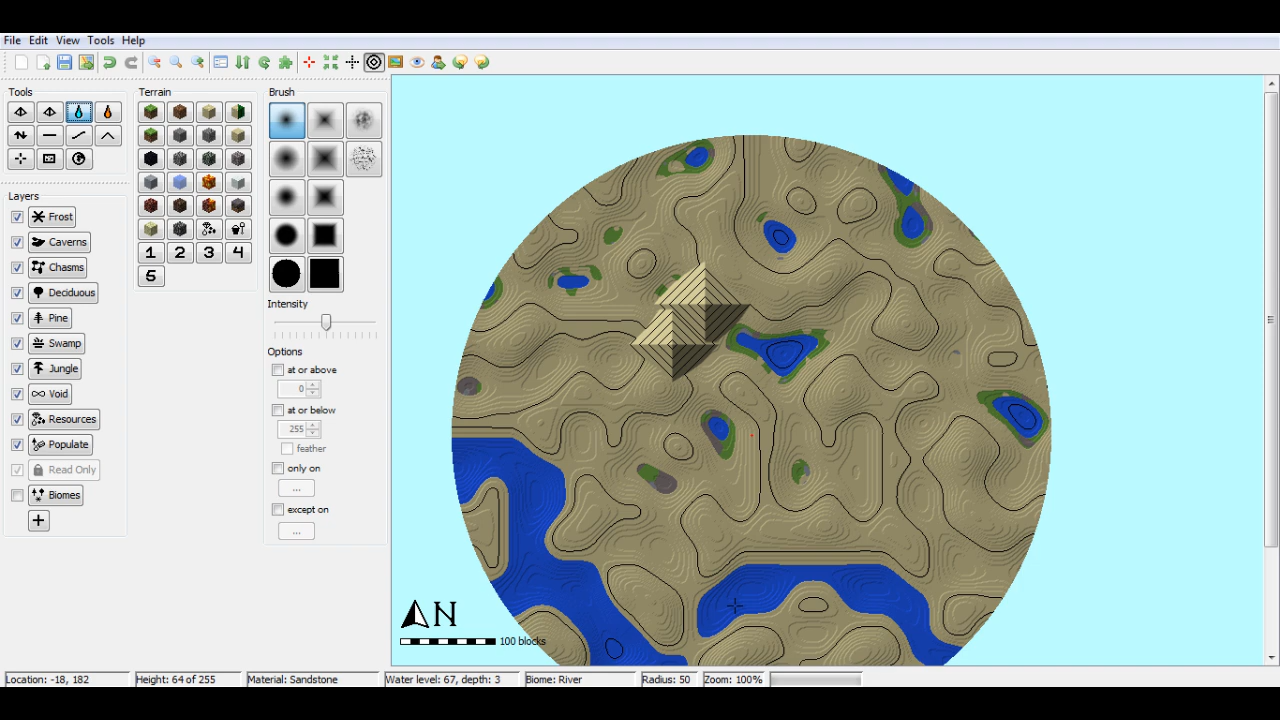 File Edit View Tools Help
Tools
Terrain
Brush
1 2 3 4
5
Layers
Frost
Caverns
Chasms
Deciduous
Pine
Swamp
Jungle
Void
Resources
Populate
Read Only
Biomes
+
Intensity
Options
at or above
0
at or below
255
feather
only on
...
except on
...
N
100 blocks
Location: -18, 182 Height: 64 of 255 Material: Sandstone Water level: 67, depth: 3 Biome: River Radius: 50 Zoom: 100%